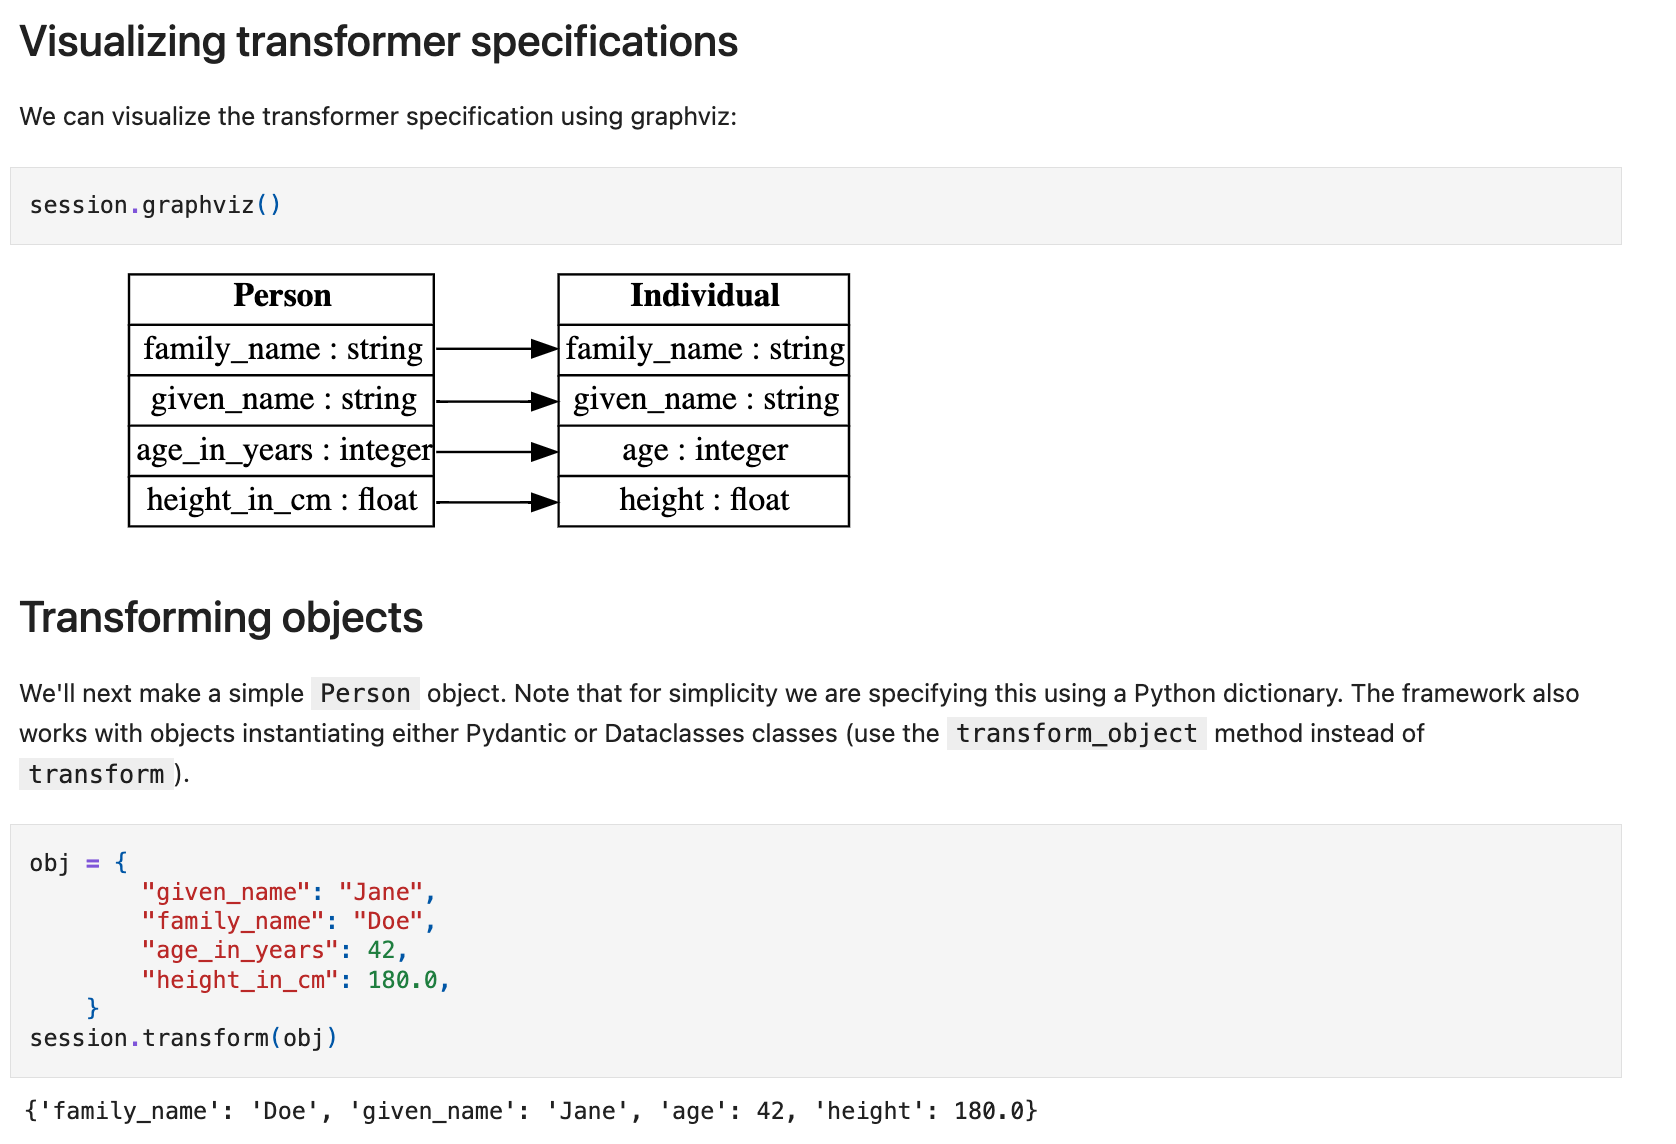 Visualizing transformer specifications
We can visualize the transformer specification using graphviz:
session.graphviz()
Person
Individual
family_name : string
family_name : string
given_name : string
given_name : string
age_in_years : integer
age : integer
height_in_cm : float
height : float
Transforming objects
We'll next make a simple Person object. Note that for simplicity we are specifying this using a Python dictionary. The framework also
works with objects instantiating either Pydantic or Dataclasses classes (use the transform_object method instead of
transform ).
obj = {
        "given_name": "Jane",
        "family_name": "Doe",
        "age_in_years": 42,
        "height_in_cm": 180.0,
    }
session.transform(obj)
{'family_name': 'Doe', 'given_name': 'Jane', 'age': 42, 'height': 180.0}